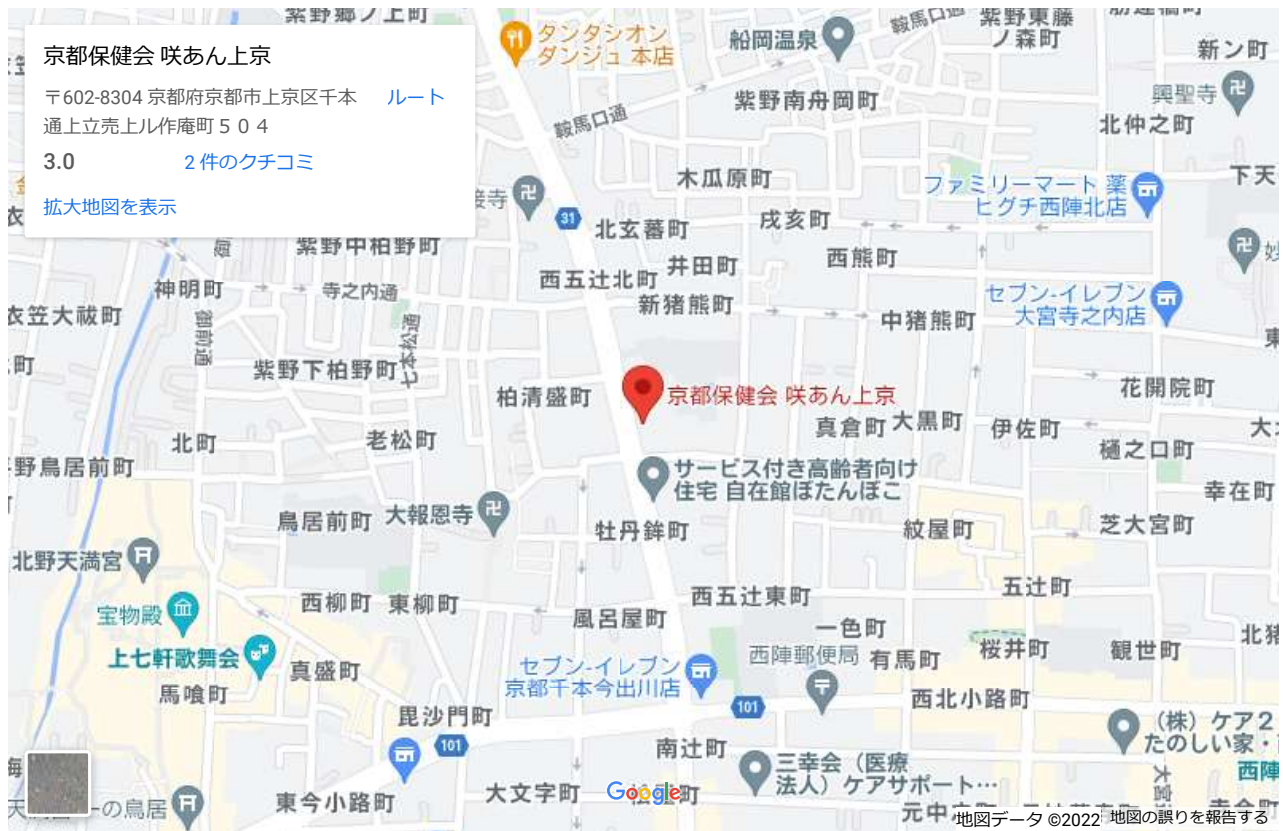 京都保健会 咲あん上京
〒602-8304 京都府京都市上京区千本
通上立売上ル作庵町５０４
ルート
3.0
2 件のクチコミ
拡大地図を表示
紫野郷ノ上町
タンタシオン
ダンジュ 本店
船岡温泉
鞍馬口通
紫野東藤
ノ森町
新ン町
紫野南舟岡町
興聖寺
北仲之町
鞍馬口通
木瓜原町
ファミリーマート 薬
ヒグチ西陣北店
下天
31
北玄蕃町
戌亥町
紫野中柏野町
西熊町
西五辻北町
井田町
神明町
寺之内通
新猪熊町
セブン-イレブン
大宮寺之内店
衣笠大祓町
御前通
七本松通
中猪熊町
町
紫野下柏野町
柏清盛町
京都保健会 咲あん上京
花開院町
真倉町
大黒町
伊佐町
北町
老松町
樋之口町
野鳥居前町
サービス付き高齢者向け
住宅 自在館ぼたんぼこ
幸在町
鳥居前町
大報恩寺
牡丹鉾町
紋屋町
芝大宮町
北野天満宮
宝物殿
西柳町
東柳町
風呂屋町
西五辻東町
五辻町
一色町
上七軒歌舞会
真盛町
セブン-イレブン
京都千本今出川店
西陣郵便局
有馬町
桜井町
観世町
馬喰町
101
西北小路町
毘沙門町
101
南辻町
（株）ケア２
たのしい家・
三幸会（医療
法人）ケアサポート…
西陣
大宮
東今小路町
大文字町
Google
町
一の鳥居
元中
地図データ ©2022
地図の誤りを報告する